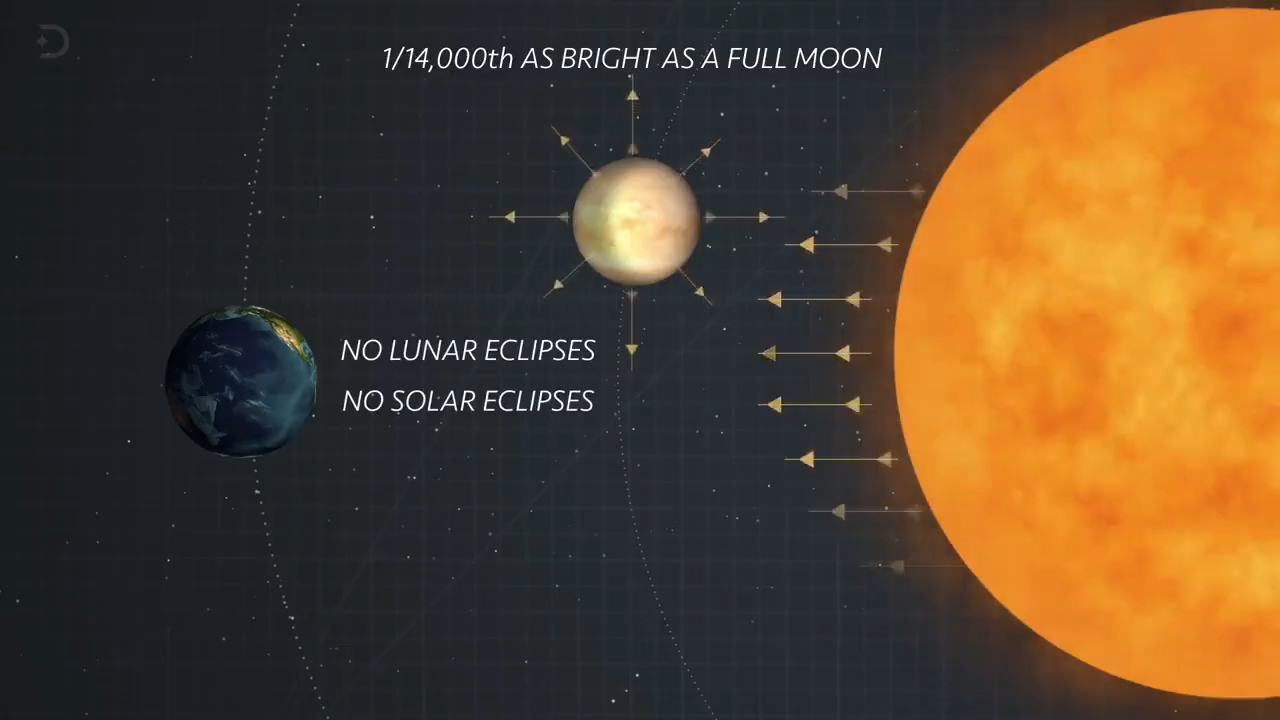 1/14,000th AS BRIGHT AS A FULL MOON
NO LUNAR ECLIPSES
NO SOLAR ECLIPSES